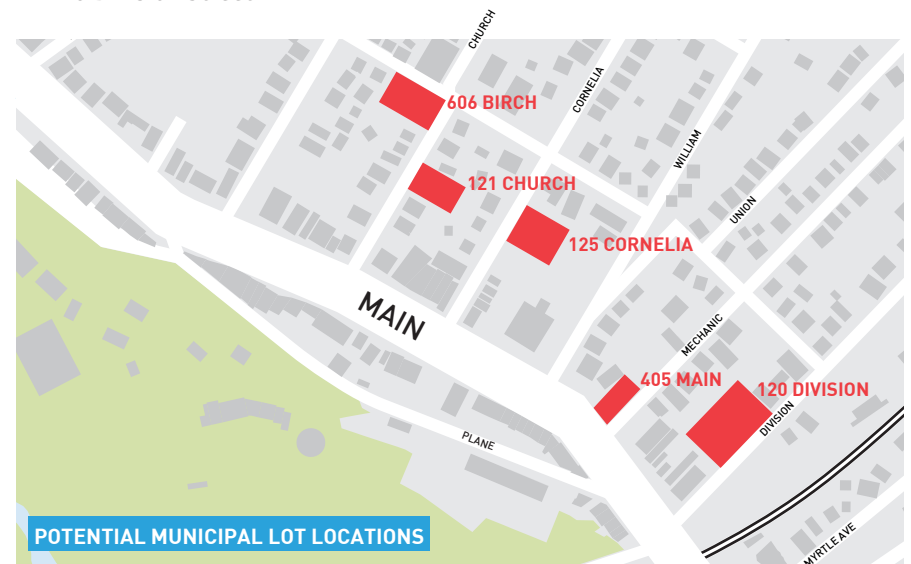 CHURCH
CORNELIA
WILLIAM
606 BIRCH
121 CHURCH
UNION
125 CORNELIA
MAIN
MECHANIC
405 MAIN
120 DIVISION
DIVISION
PLANE
POTENTIAL MUNICIPAL LOT LOCATIONS
MYRTLE AVE